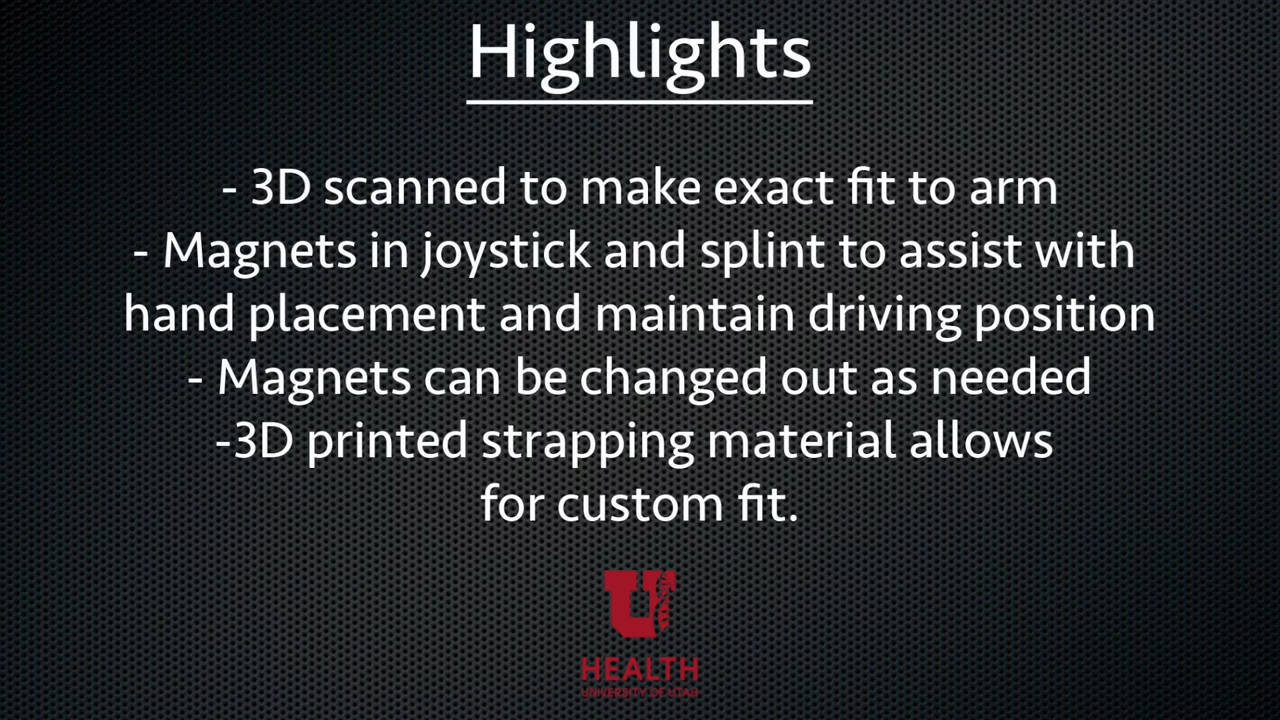 Highlights
- 3D scanned to make exact fit to arm
- Magnets in joystick and splint to assist with
hand placement and maintain driving position
- Magnets can be changed out as needed
-3D printed strapping material allows
for custom fit.
U
HEALTH
UNIVERSITY OF UTAH